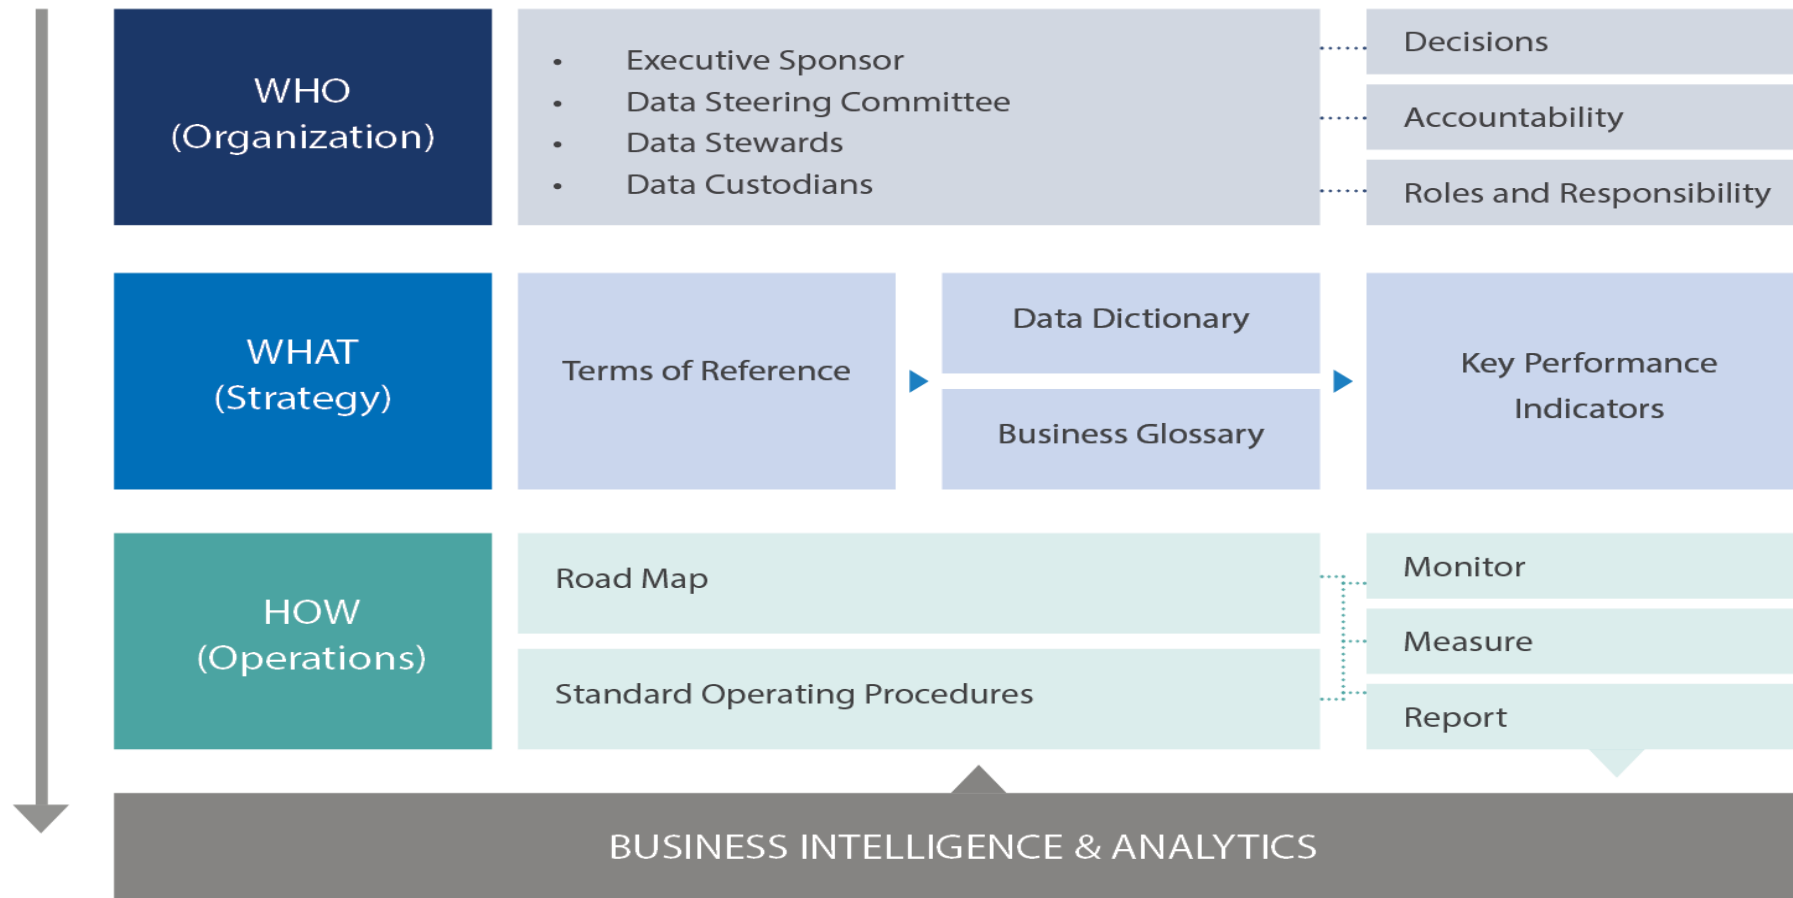 WHO
(Organization)
• Executive Sponsor
• Data Steering Committee
• Data Stewards
• Data Custodians
Decisions
Accountability
Roles and Responsibility
WHAT
(Strategy)
Terms of Reference
Data Dictionary
Business Glossary
Key Performance
Indicators
HOW
(Operations)
Road Map
Standard Operating Procedures
Monitor
Measure
Report
BUSINESS INTELLIGENCE & ANALYTICS